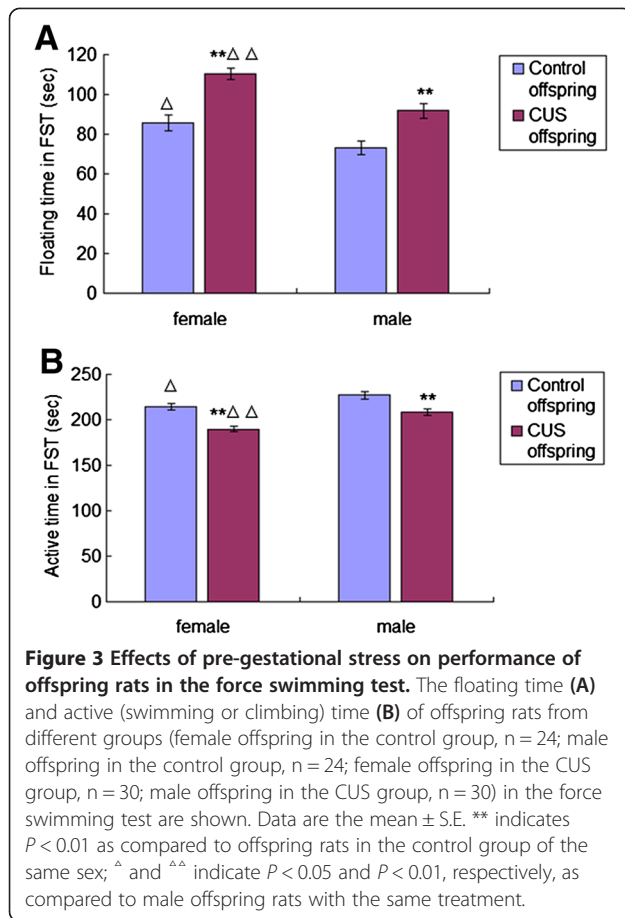 A
120
100
80
60
40
20
0
Floating time in FST (sec)
△
**△ △
**
female
male
Control
offspring
CUS
offspring
B
250
200
150
100
50
0
Active time in FST (sec)
△
**△ △
**
female
male
Control
offspring
CUS
offspring
Figure 3 Effects of pre-gestational stress on performance of
offspring rats in the force swimming test. The floating time (A)
and active (swimming or climbing) time (B) of offspring rats from
different groups (female offspring in the control group, n = 24; male
offspring in the control group, n = 24; female offspring in the CUS
group, n = 30; male offspring in the CUS group, n = 30) in the force
swimming test are shown. Data are the mean ± S.E. ** indicates
P < 0.01 as compared to offspring rats in the control group of the
same sex; △ and △△ indicate P < 0.05 and P < 0.01, respectively, as
compared to male offspring rats with the same treatment.